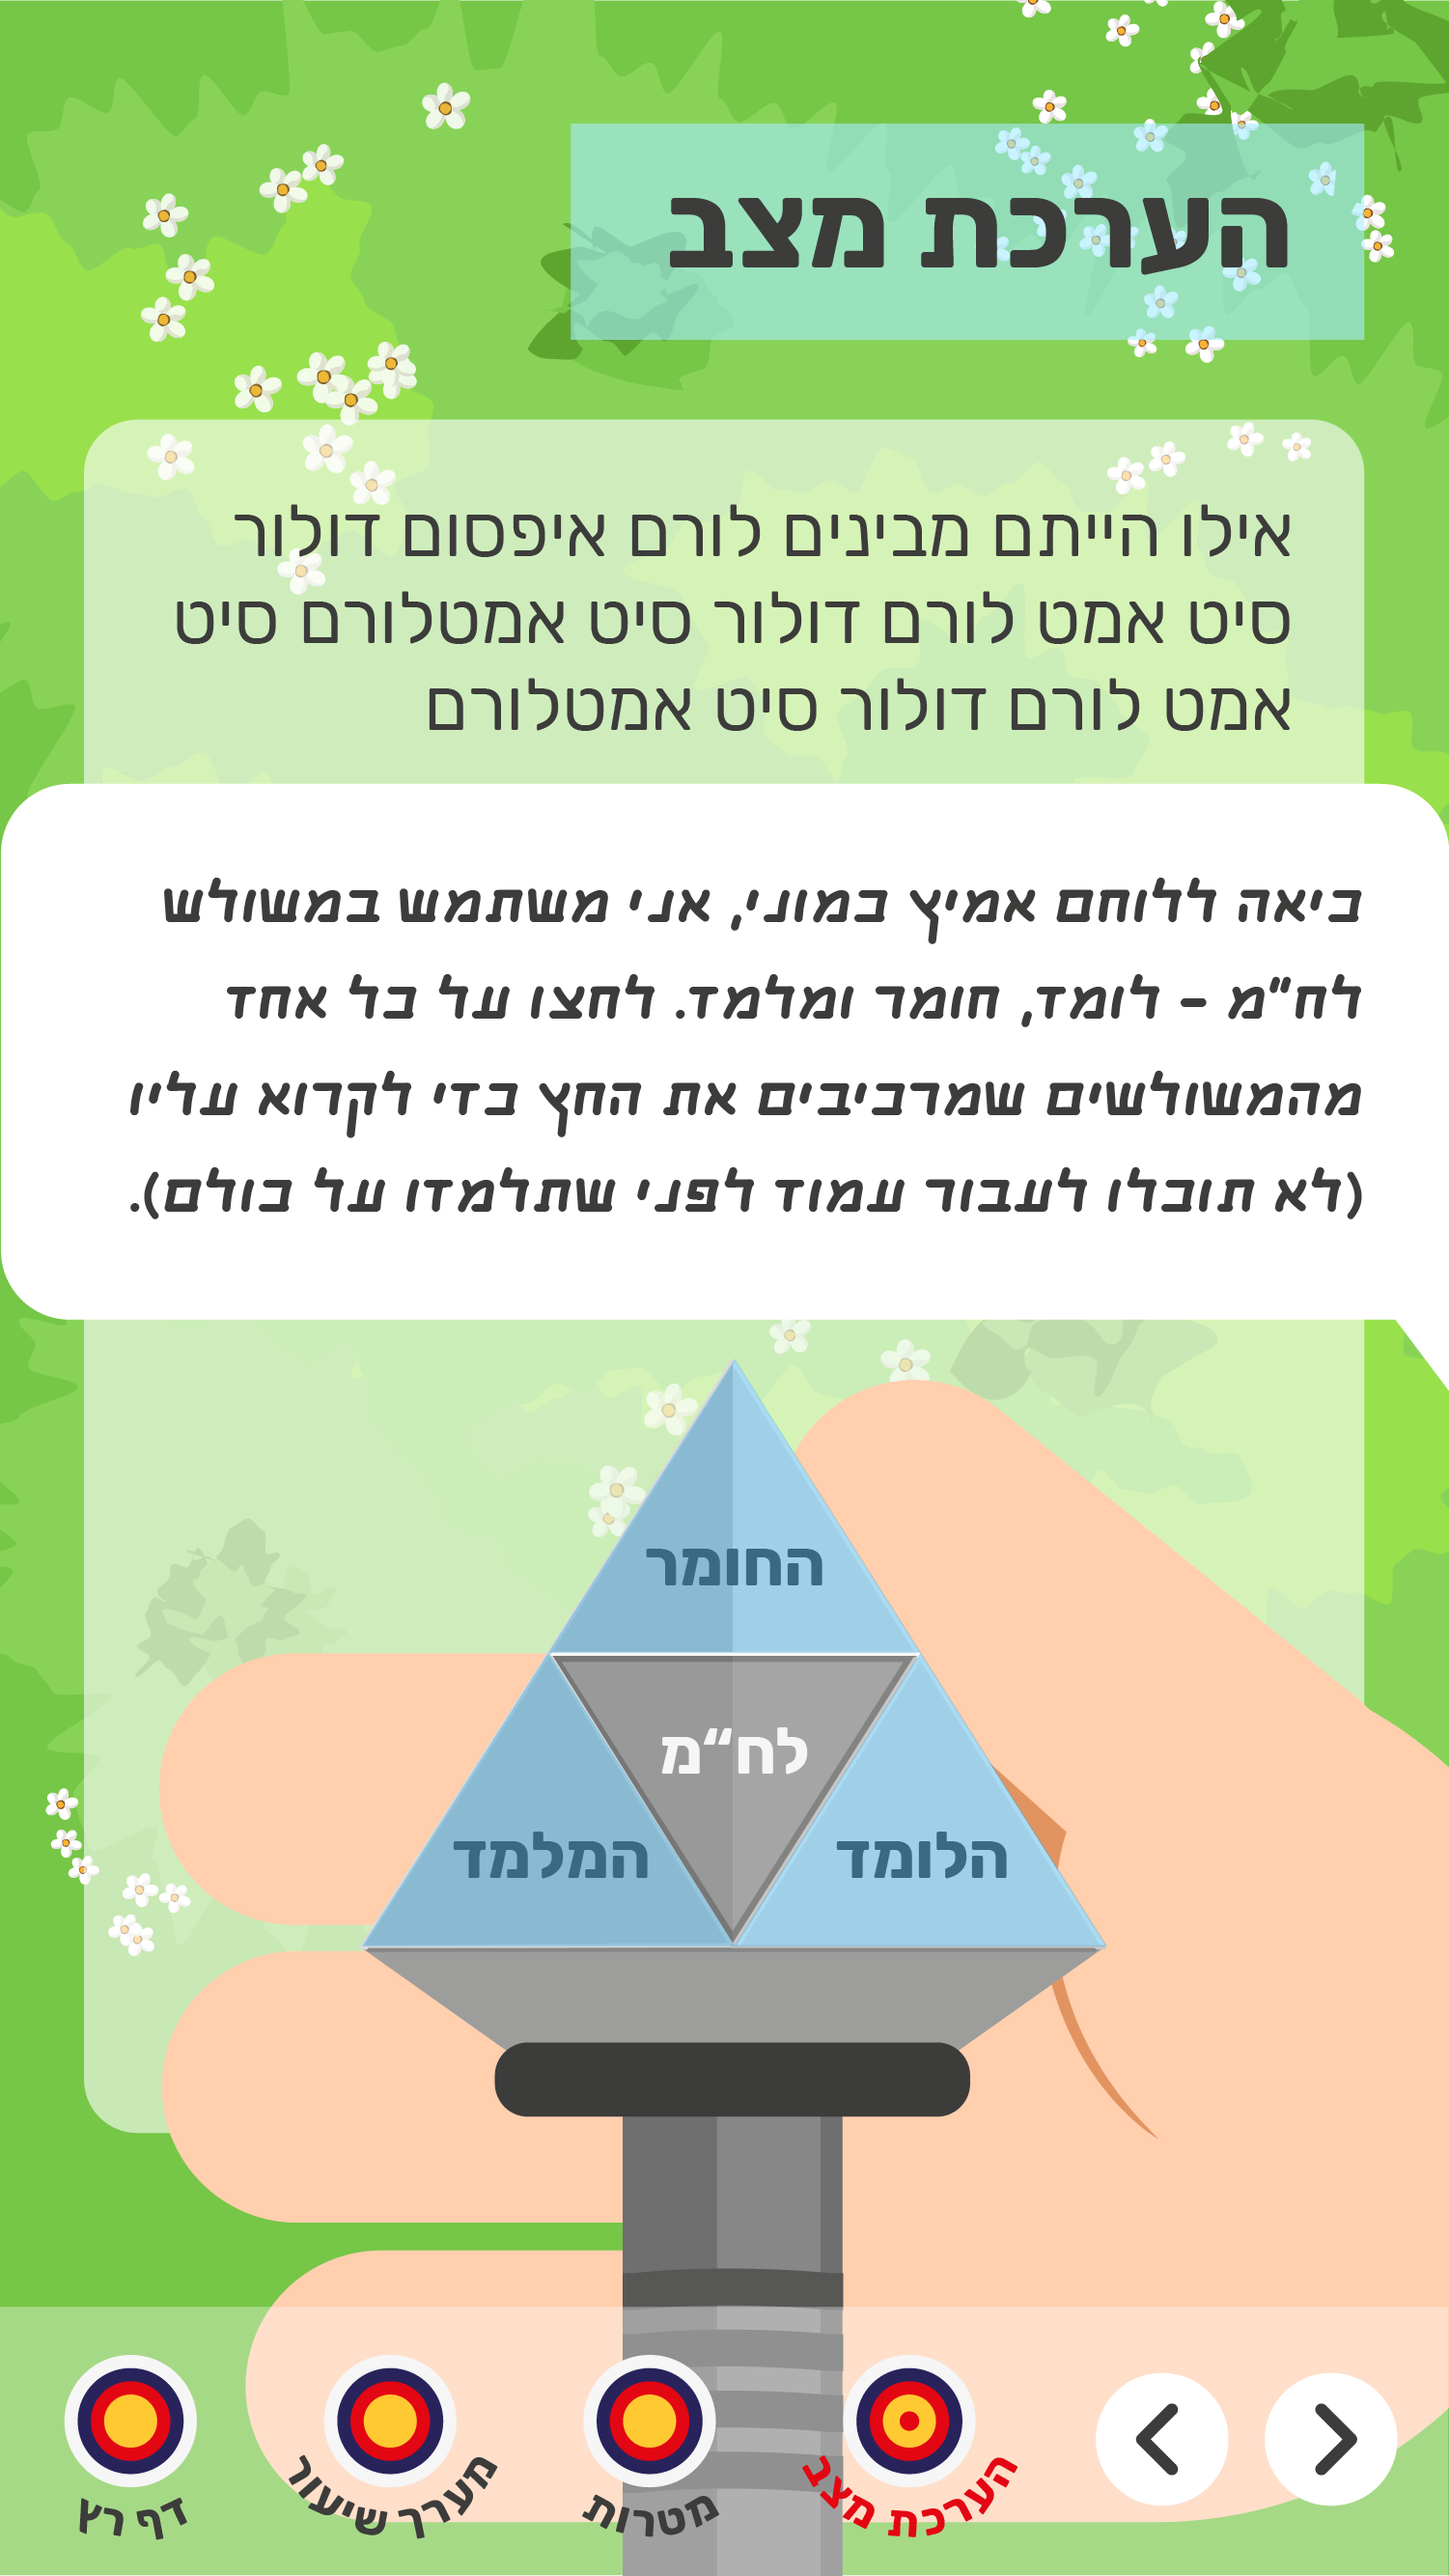 הערכת מצב
אילו הייתם מבינים לורם איפסום דולור
סיט אמט לורם דולור סיט אמטלורם סיט
אמט לורם דולור סיט אמטלורם
כיאה ללוחם אמיץ כמוני, אני משתמש במשולש
לח"מ - לומד, חומר ומלמד. לחצו על כל אחד
מהמשולשים שמרכיבים את החץ כדי לקרוא עליו
(לא תוכלו לעבור עמוד לפני שתלמדו על כולם).
החומר
לח"מ
הלומד
המלמד
הערכת מצב
מטרות
מערך שיעור
דף רץ